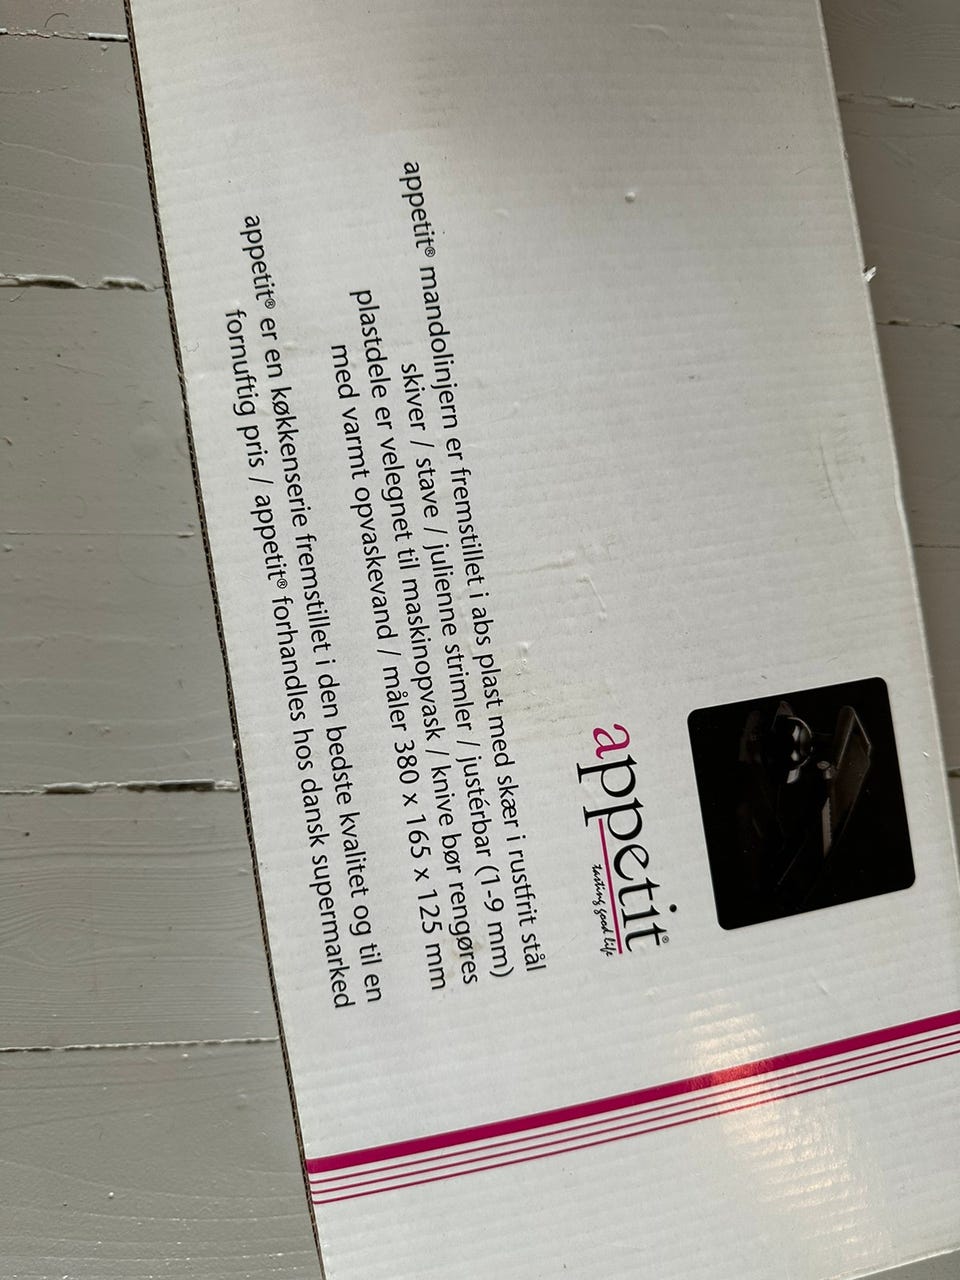 appetit®
tasting good life
appetit® mandolinjern er fremstillet i abs plast med skær i rustfrit stål
skiver / stave / julienne strimler / justérbar (1-9 mm)
plastdele er velegnet til maskinopvask / knive bør rengøres
med varmt opvaskevand / måler 380 x 165 x 125 mm
appetit® er en køkkenserie fremstillet i den bedste kvalitet og til en
fornuftig pris / appetit® forhandles hos dansk supermarked